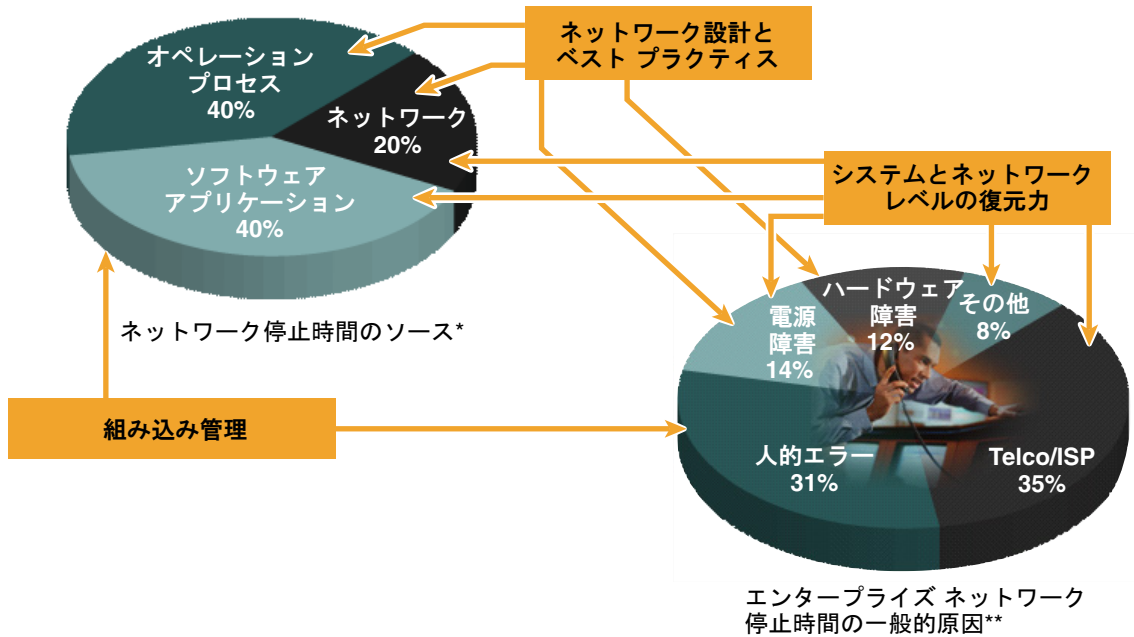 オペレーション
プロセス
40%
ネットワーク
20%
ソフトウェア
アプリケーション
40%
ネットワーク設計と
ベスト プラクティス
システムとネットワーク
レベルの復元力
ネットワーク停止時間のソース*
組み込み管理
電源
障害
14%
ハードウェア
障害
12%
その他
8%
人的エラー
31%
Telco/ISP
35%
エンタープライズ ネットワーク
停止時間の一般的原因**